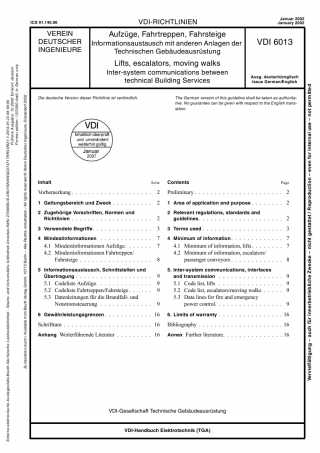 ICS 91.140.90
VDI-RICHTLINIEN
Januar 2002
January 2002
VEREIN
DEUTSCHER
INGENIEURE
Aufzüge, Fahrtreppen, Fahrsteige
Informationsaustausch mit anderen Anlagen der
Technischen Gebäudeausrüstung
Lifts, escalators, moving walks
Inter-system communications between
technical Building Services
VDI 6013
Ausg. deutsch/englisch
Issue German/English
Die deutsche Version dieser Richtlinie ist verbindlich.
The German version of this guideline shall be taken as authorita-
tive. No guarantee can be given with respect to the English trans-
lation.
VDI
Inhaltlich überprüft
und unverändert
weiterhin gültig
Januar
2007
Inhalt Seite
Vorbemerkung 2
1 Geltungsbereich und Zweck 2
2 Zugehörige Vorschriften, Normen und
Richtlinien 2
3 Verwendete Begriffe 3
4 Mindestinformationen 7
4.1 Mindestinformationen Aufzüge 7
4.2 Mindestinformationen Fahrtreppen/
Fahrsteige 8
5 Informationsaustausch, Schnittstellen und
Übertragung 9
5.1 Codeliste Aufzüge 9
5.2 Codeliste Fahrtreppen/Fahrsteige 9
5.3 Datenleitungen für die Brandfall- und
Notstromsteuerung 9
6 Gewährleistungsgrenzen 16
Schrifttum 16
Anhang Weiterführende Literatur 16
Contents Page
Preliminary 2
1 Area of application and purpose 2
2 Relevant regulations, standards and
guidelines 2
3 Terms used 3
4 Minimum of information 7
4.1 Minimum of information, lifts 7
4.2 Minimum of information, escalators/
passenger conveyors 8
5. Inter-system communications, interfaces
and transmission 9
5.1 Code list, lifts 9
5.2 Code list, escalators/moving walks 9
5.3 Data lines for fire and emergency
power control 9
6. Limits of warranty 16
Bibliography 16
Annex Further literature 16
VDI-Gesellschaft Technische Gebäudeausrüstung
VDI-Handbuch Elektrotechnik (TGA)
Vervielfältigung – auch für innerbetriebliche Zwecke – nicht gestattet / Reproduction – even for internal use – not permitted